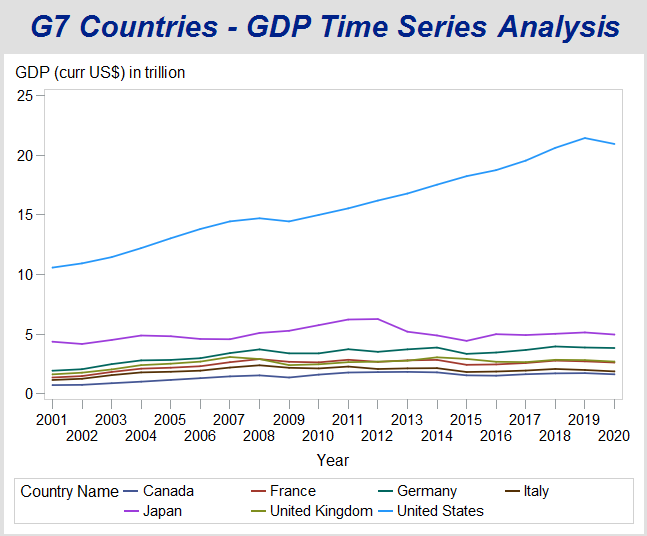 G7 Countries - GDP Time Series Analysis
GDP (curr US$) in trillion
25
20
15
10
5
0
2001 2003 2005 2007 2009 2011 2013 2015 2017 2019
2002 2004 2006 2008 2010 2012 2014 2016 2018 2020
Year
Country Name Canada France Germany Italy
Japan United Kingdom United States